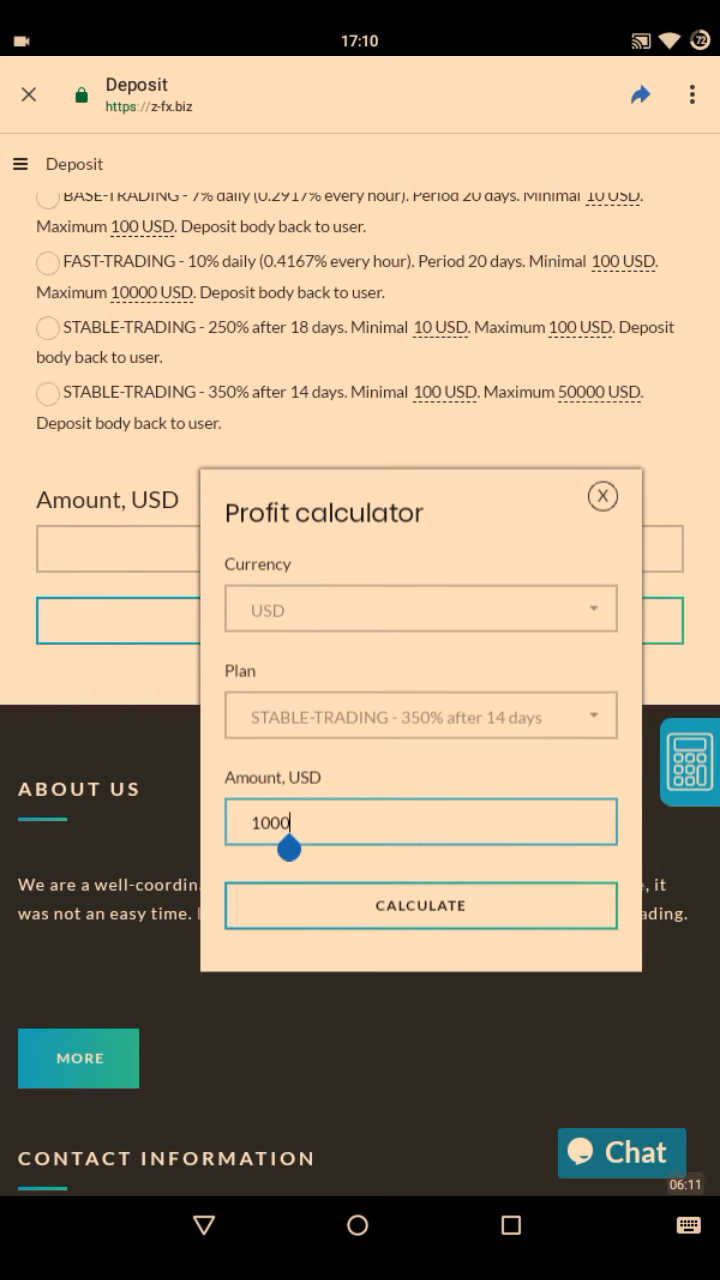 17:10
72
Deposit
https://z-fx.biz
Deposit
BASE-TRADING - 7% daily (0.2917% every hour). Period 20 days. Minimal 10 USD.
Maximum 100 USD. Deposit body back to user.
FAST-TRADING - 10% daily (0.4167% every hour). Period 20 days. Minimal 100 USD.
Maximum 10000 USD. Deposit body back to user.
STABLE-TRADING - 250% after 18 days. Minimal 10 USD. Maximum 100 USD. Deposit
body back to user.
STABLE-TRADING - 350% after 14 days. Minimal 100 USD. Maximum 50000 USD.
Deposit body back to user.
Amount, USD
Profit calculator
X
Currency
USD
Plan
STABLE-TRADING - 350% after 14 days
Amount, USD
1000
CALCULATE
ABOUT US
We are a well-coordin
, it
was not an easy time.
ading.
MORE
CONTACT INFORMATION
Chat
06:11